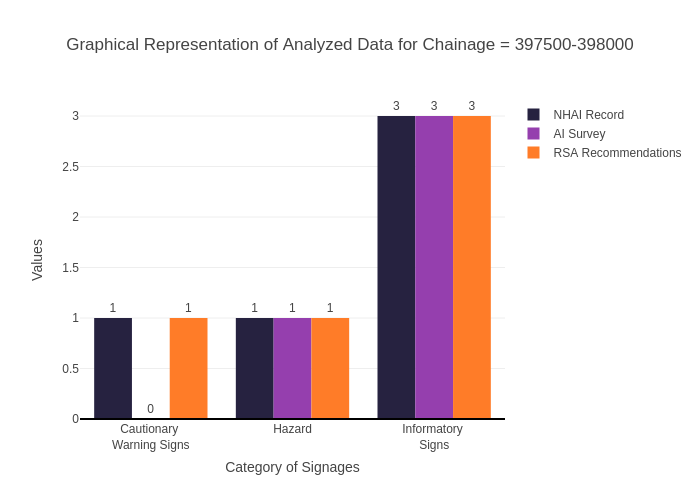 Graphical Representation of Analyzed Data for Chainage = 397500-398000
NHAI Record
AI Survey
RSA Recommendations
Values
3
2.5
2
1.5
1
0.5
0
1
0
1
1
1
1
3
3
3
Cautionary
Warning Signs
Hazard
Informatory
Signs
Category of Signages